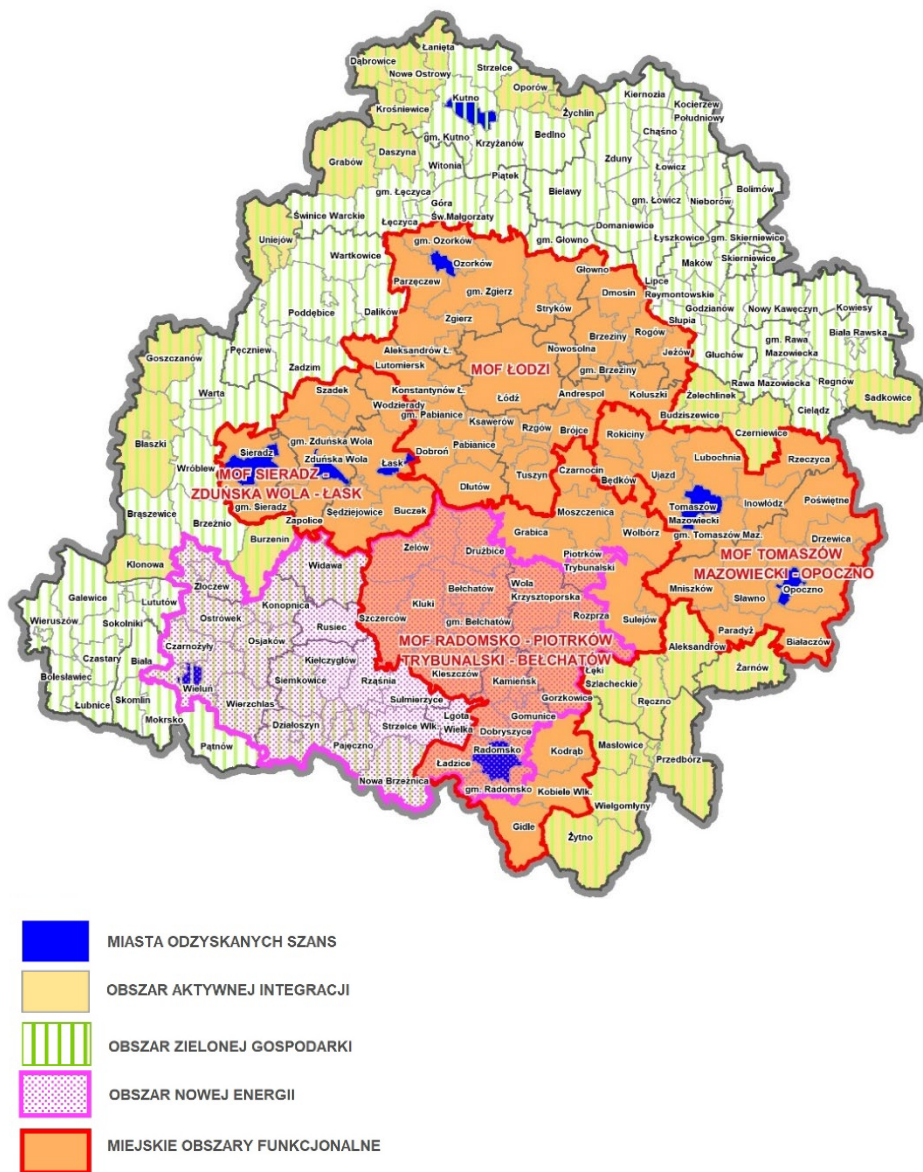 Łanięta
Dąbrowice
Strzelce
Nowe Ostrowy
Oporów
Kutno
Krośniewice
Żychlin
Kiernozia
Kocierzew
Południowy
gm. Kutno
Krzyżanów
Bedlno
Chąśno
Grabów
Daszyna
Witonia
Zduny
Łowicz
Piątek
Bolimów
gm. Łęczyca
Bielawy
gm. Łowicz
Nieborów
Góra
Św.Małgorzaty
Świnice Warckie
Łęczyca
Domaniewice
Uniejów
gm. Ozorków
gm. Głowno
Łyszkowice
gm. Skierniewice
Wartkowice
Ozorków
Głowno
Maków
Skierniewice
Parzęczew
gm. Zgierz
Lipce
Reymontowskie
Dmosin
Poddębice
Dalików
Zgierz
Stryków
Godzianów
Nowy Kawęczyn
Kowiesy
Słupia
Biała Rawska
Goszczanów
Pęczniew
Aleksandrów Ł.
Nowosolna
Brzeziny
Rogów
Jeżów
Głuchów
gm. Rawa
Mazowiecka
Zadzim
Lutomiersk
MOF ŁODZI
gm. Brzeziny
Rawa Mazowiecka
Regnów
Szadek
Konstantynów Ł.
Łódź
Andrespol
Koluszki
Żelechlinek
Sadkowice
Warta
Wodzierady
gm. Pabianice
Budziszewice
Cielądz
Błaszki
Sieradz
gm. Zduńska Wola
Ksawerów
Rzgów
Brójce
Rokiciny
Czerniewice
Wróblew
Zduńska Wola
Łask
Dobroń
Pabianice
Lubochnia
Rzeczyca
MOF SIERADZ -
ZDUŃSKA WOLA - ŁASK
Tuszyn
Czarnocin
Będków
Ujazd
Brąszewice
gm. Sieradz
Sędziejowice
Dłutów
Tomaszów
Mazowiecki
Inowłódz
Poświętne
Brzeźnio
Zapolice
Buczek
Moszczenica
Burzenin
Grabica
Wolbórz
gm. Tomaszów Maz.
Drzewica
Klonowa
Widawa
Zelów
Drużbice
Piotrków
Trybunalski
MOF TOMASZÓW
MAZOWIECKI - OPOCZNO
Galewice
Złoczew
Bełchatów
Wola
Krzysztoporska
Mniszków
Opoczno
Lututów
Konopnica
Kluki
Sławno
Wieruszów
Sokolniki
Ostrówek
Rusiec
Szczerców
gm. Bełchatów
Rozprza
Sulejów
Osjaków
MOF RADOMSKO - PIOTRKÓW
TRYBUNALSKI - BEŁCHATÓW
Paradyż
Białaczów
Czarnożyły
Kiełczygłów
Aleksandrów
Czastary
Biała
Bolesławiec
Wieluń
Siemkowice
Rząśnia
Kleszczów
Kamieńsk
Łęki
Szlacheckie
Żarnów
Skomlin
Sulmierzyce
Gorzkowice
Ręczno
Łubnice
Wierzchlas
Mokrsko
Działoszyn
Strzelce Wlk.
Lgota
Wielka
Gomunice
Dobryszyce
Pątnów
Pajęczno
Radomsko
Kodrąb
Masłowice
Przedbórz
Ładzice
Nowa Brzeźnica
gm. Radomsko
Kobiele Wlk.
Wielgomłyny
Gidle
Żytno
MIASTA ODZYSKANYCH SZANS
OBSZAR AKTYWNEJ INTEGRACJI
OBSZAR ZIELONEJ GOSPODARKI
OBSZAR NOWEJ ENERGII
MIEJSKIE OBSZARY FUNKCJONALNE